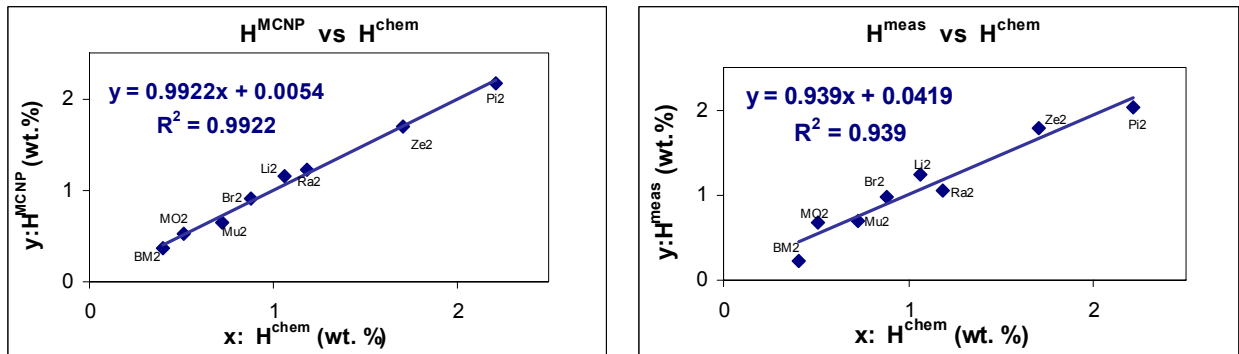 H^MCNP vs H^chem
y = 0.9922x + 0.0054
R² = 0.9922
y:H^MCNP (wt.%)
2
1
0
Pi2
Ze2
Li2
Ra2
Br2
MO2
Mu2
BM2
0 1 2
x: H^chem (wt. %)
H^meas vs H^chem
y = 0.939x + 0.0419
R² = 0.939
y:H^meas (wt.%)
2
1
0
Ze2
Pi2
Li2
Br2
Ra2
MO2
Mu2
BM2
0 1 2
x: H^chem (wt. %)